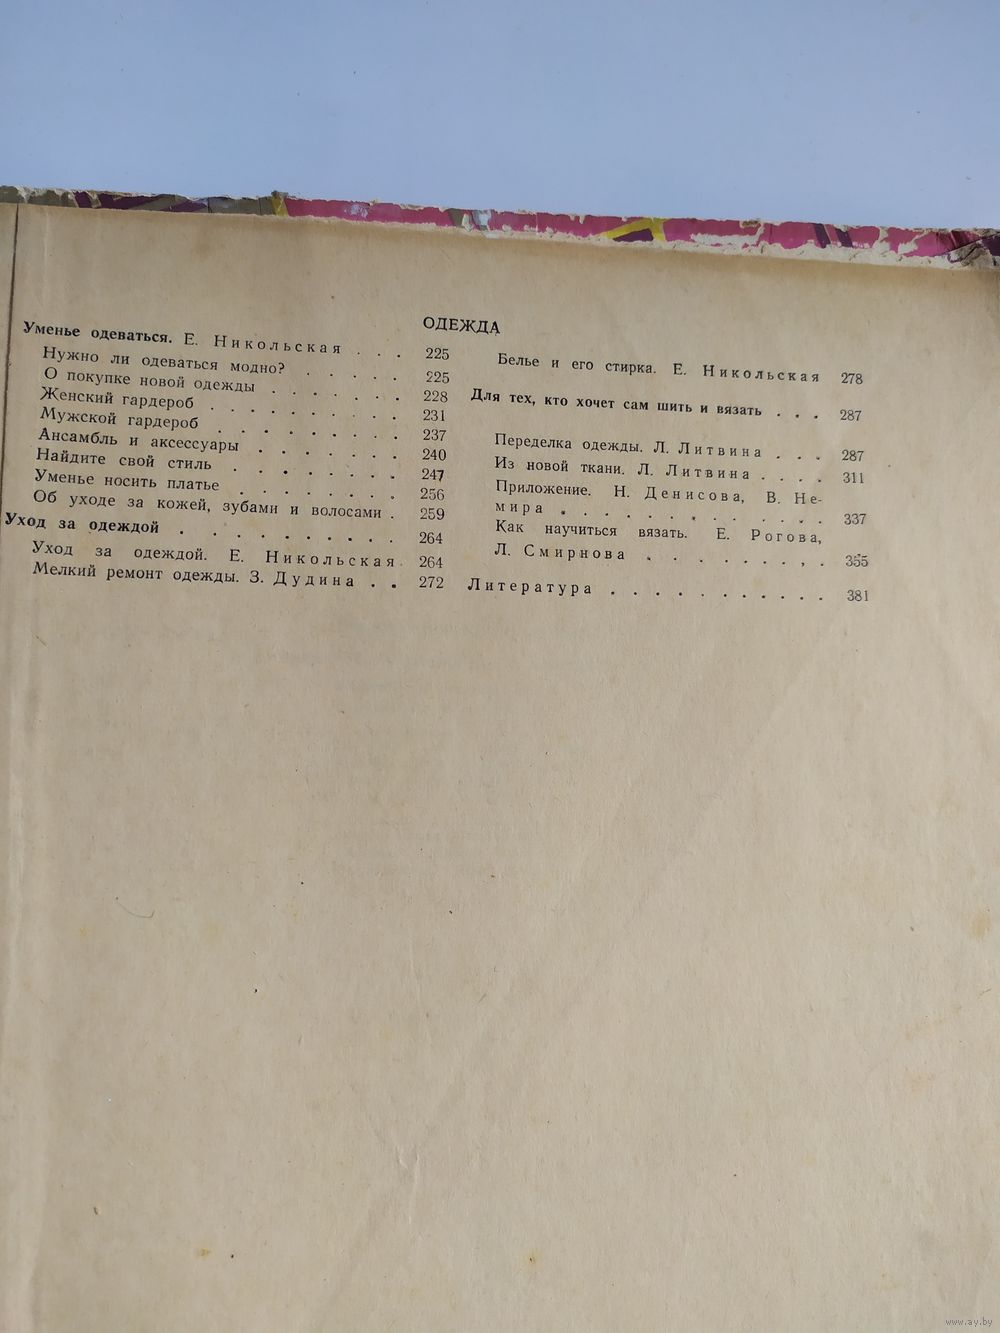 ОДЕЖДА
Уменье одеваться. Е. Никольская . . . 225
Нужно ли одеваться модно? . . . . . 225
О покупке новой одежды . . . . . . . 228
Женский гардероб . . . . . . . . . 231
Мужской гардероб . . . . . . . . . 237
Ансамбль и аксессуары . . . . . . 240
Найдите свой стиль . . . . . . . 247
Уменье носить платье . . . . . . . 256
Об уходе за кожей, зубами и волосами . 259
Уход за одеждой . . . . . . . . . 264
Уход за одеждой. Е. Никольская. 264
Мелкий ремонт одежды. З. Дудина . . 272
Белье и его стирка. Е. Никольская 278
Для тех, кто хочет сам шить и вязать . . . 287
Переделка одежды. Л. Литвина . . . 287
Из новой ткани. Л. Литвина . . . . 311
Приложение. Н. Денисова, В. Не-
мира . . . . . . . . . . . . 337
Как научиться вязать. Е. Рогова,
Л. Смирнова . . . . . . . . . 355
Литература . . . . . . . . . . . 381
www.ay.by